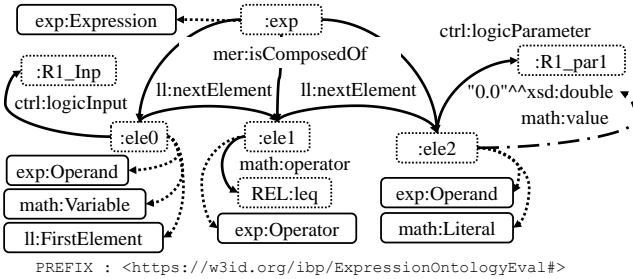 exp:Expression
:exp
ctrl:logicParameter
mer:isComposedOf
:R1_Inp
:R1_par1
ctrl:logicInput
ll:nextElement
ll:nextElement
"0.0"^^xsd:double
math:value
:ele0
:ele1
:ele2
math:operator
exp:Operand
REL:leq
exp:Operand
math:Variable
exp:Operator
math:Literal
ll:FirstElement
PREFIX : <https://w3id.org/ibp/ExpressionOntologyEval#>